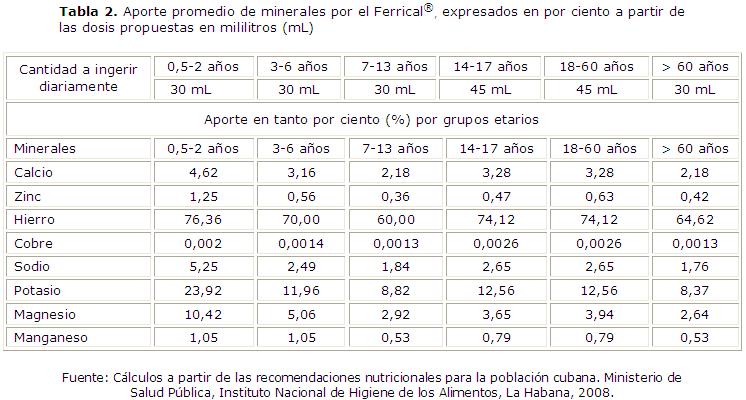 Tabla 2. Aporte promedio de minerales por el Ferrical®, expresados en por ciento a partir de
las dosis propuestas en mililitros (mL)
Cantidad a ingerir diariamente 0,5-2 años 3-6 años 7-13 años 14-17 años 18-60 años > 60 años
30 mL 30 mL 30 mL 45 mL 45 mL 30 mL
Aporte en tanto por ciento (%) por grupos etarios
Minerales 0,5-2 años 3-6 años 7-13 años 14-17 años 18-60 años > 60 años
Calcio 4,62 3,16 2,18 3,28 3,28 2,18
Zinc 1,25 0,56 0,36 0,47 0,63 0,42
Hierro 76,36 70,00 60,00 74,12 74,12 64,62
Cobre 0,002 0,0014 0,0013 0,0026 0,0026 0,0013
Sodio 5,25 2,49 1,84 2,65 2,65 1,76
Potasio 23,92 11,96 8,82 12,56 12,56 8,37
Magnesio 10,42 5,06 2,92 3,65 3,94 2,64
Manganeso 1,05 1,05 0,53 0,79 0,79 0,53
Fuente: Cálculos a partir de las recomendaciones nutricionales para la población cubana. Ministerio de
Salud Pública, Instituto Nacional de Higiene de los Alimentos, La Habana, 2008.